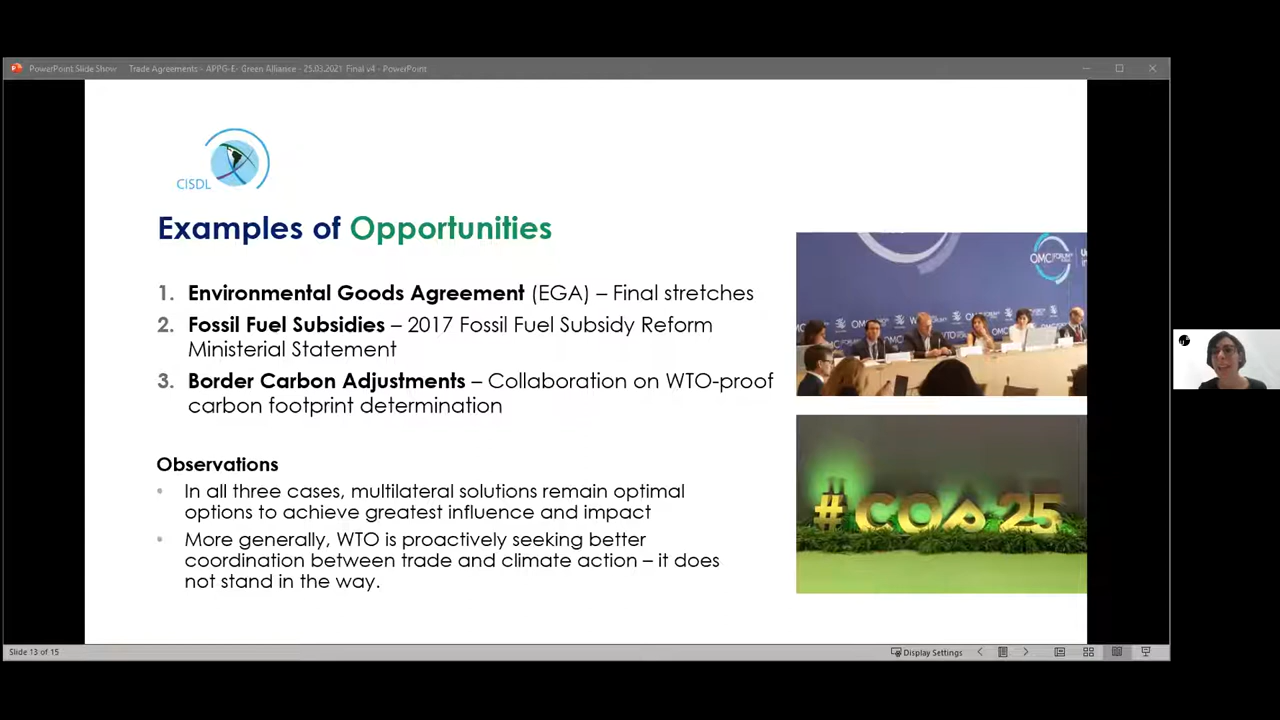 PowerPoint Slide Show
Trade Agreements - APPG-E- Green Alliance - 25.03.2021 Final v4 - PowerPoint
CISDL
Examples of Opportunities
1. Environmental Goods Agreement (EGA) – Final stretches
2. Fossil Fuel Subsidies – 2017 Fossil Fuel Subsidy Reform
Ministerial Statement
3. Border Carbon Adjustments – Collaboration on WTO-proof
carbon footprint determination
Observations
• In all three cases, multilateral solutions remain optimal
options to achieve greatest influence and impact
• More generally, WTO is proactively seeking better
coordination between trade and climate action – it does
not stand in the way.
OMC FORUM
#COP25
Slide 13 of 15
Display Settings